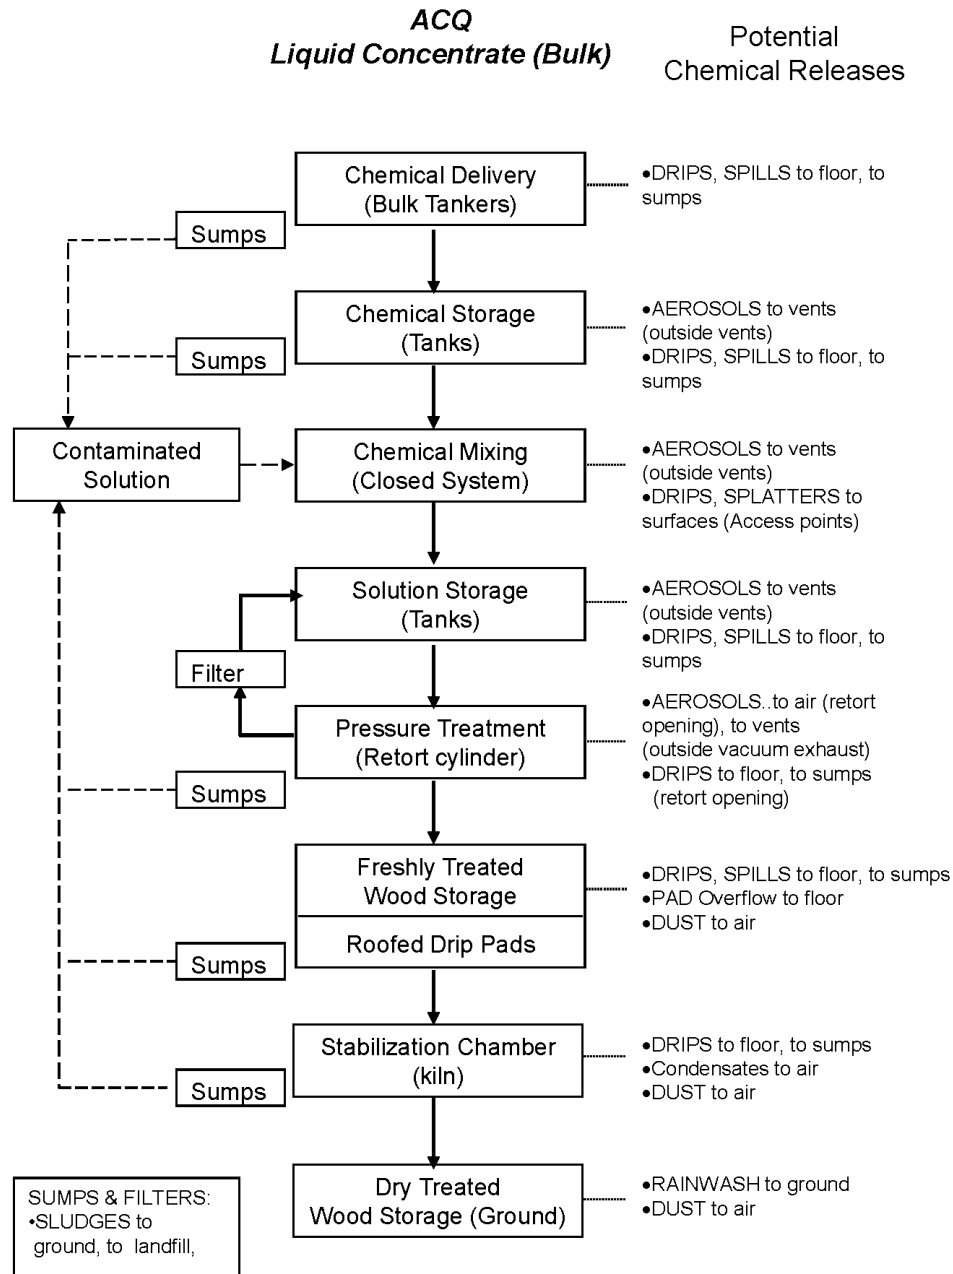 ACQ
Liquid Concentrate (Bulk)
Potential
Chemical Releases
Chemical Delivery
(Bulk Tankers)
•DRIPS, SPILLS to floor, to
sumps
Sumps
Chemical Storage
(Tanks)
•AEROSOLS to vents
(outside vents)
•DRIPS, SPILLS to floor, to
sumps
Sumps
Contaminated
Solution
Chemical Mixing
(Closed System)
•AEROSOLS to vents
(outside vents)
•DRIPS, SPLATTERS to
surfaces (Access points)
Solution Storage
(Tanks)
•AEROSOLS to vents
(outside vents)
•DRIPS, SPILLS to floor, to
sumps
Filter
Pressure Treatment
(Retort cylinder)
•AEROSOLS..to air (retort
opening), to vents
(outside vacuum exhaust)
•DRIPS to floor, to sumps
(retort opening)
Sumps
Freshly Treated
Wood Storage
Roofed Drip Pads
•DRIPS, SPILLS to floor, to sumps
•PAD Overflow to floor
•DUST to air
Sumps
Stabilization Chamber
(kiln)
•DRIPS to floor, to sumps
•Condensates to air
•DUST to air
Sumps
Dry Treated
Wood Storage (Ground)
•RAINWASH to ground
•DUST to air
SUMPS & FILTERS:
•SLUDGES to
ground, to landfill,